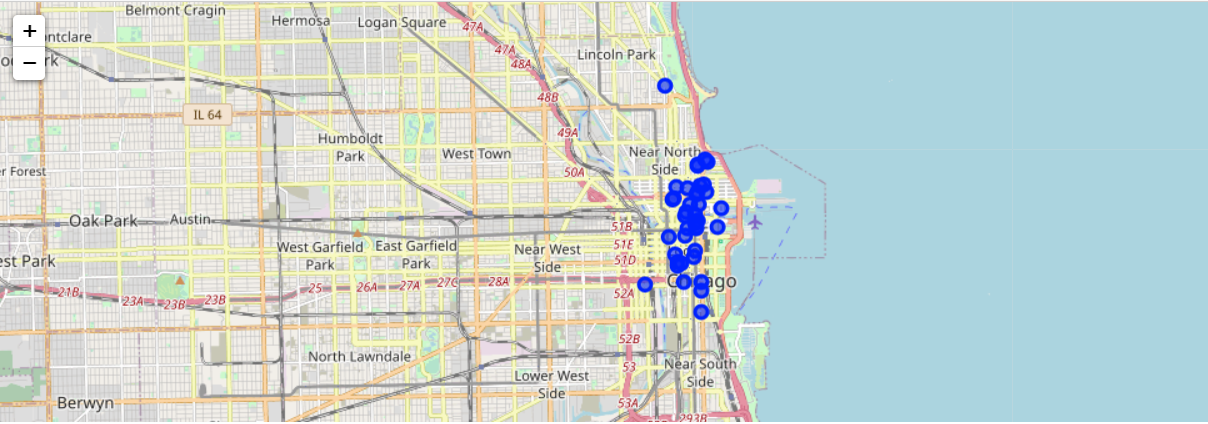 Belmont Cragin
Hermosa
Logan Square
47A
+
ntclare
47A
Lincoln Park
48A
−
48B
IL 64
49A
Humboldt
Park
West Town
Near North
Side
er Forest
50A
Oak Park
Austin
51B
West Garfield
Park
East Garfield
Park
Near West
Side
51E
51D
est Park
21B
23A
23B
23B
25
26A
27A
27C
28A
52A
52B
North Lawndale
53
Near South
Side
Lower West
Side
Berwyn
53A
293B